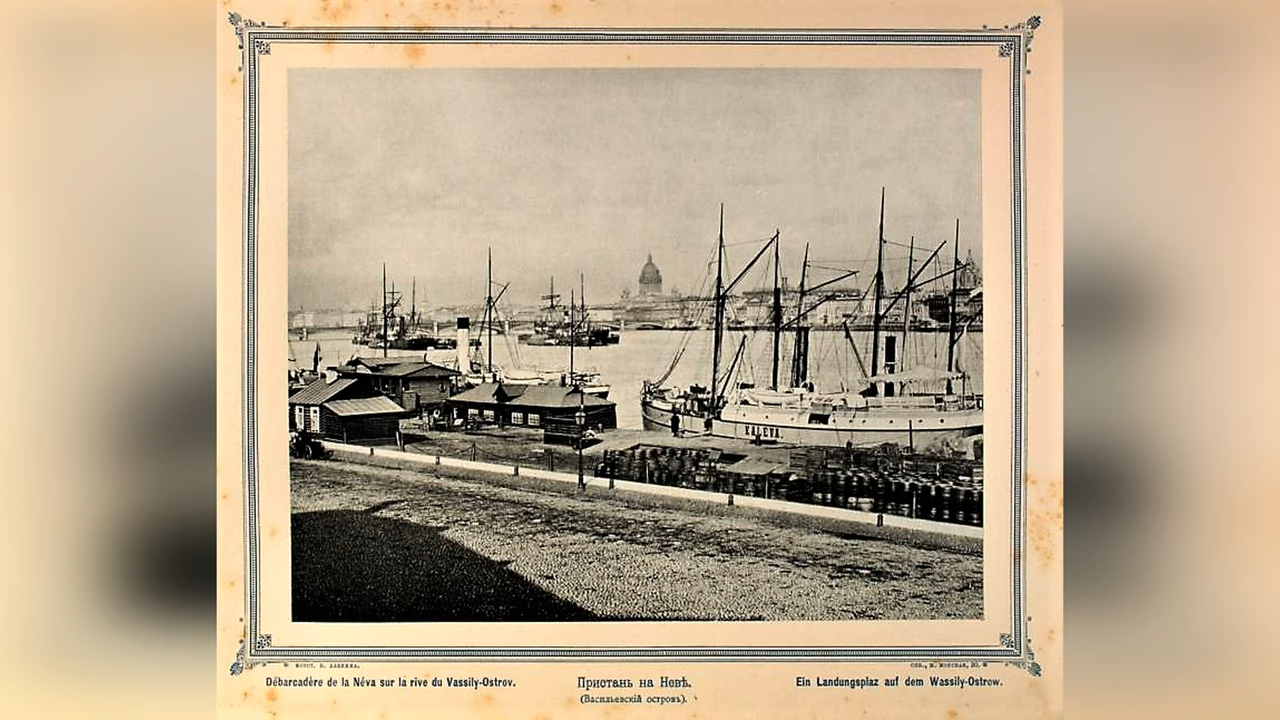 KALEVA.
Débarcadère de la Néva sur la rive du Vassily-Ostrov.
Пристань на Невѣ.
(Васильевскій островъ).
Ein Landungsplaz auf dem Wassily-Ostrow.